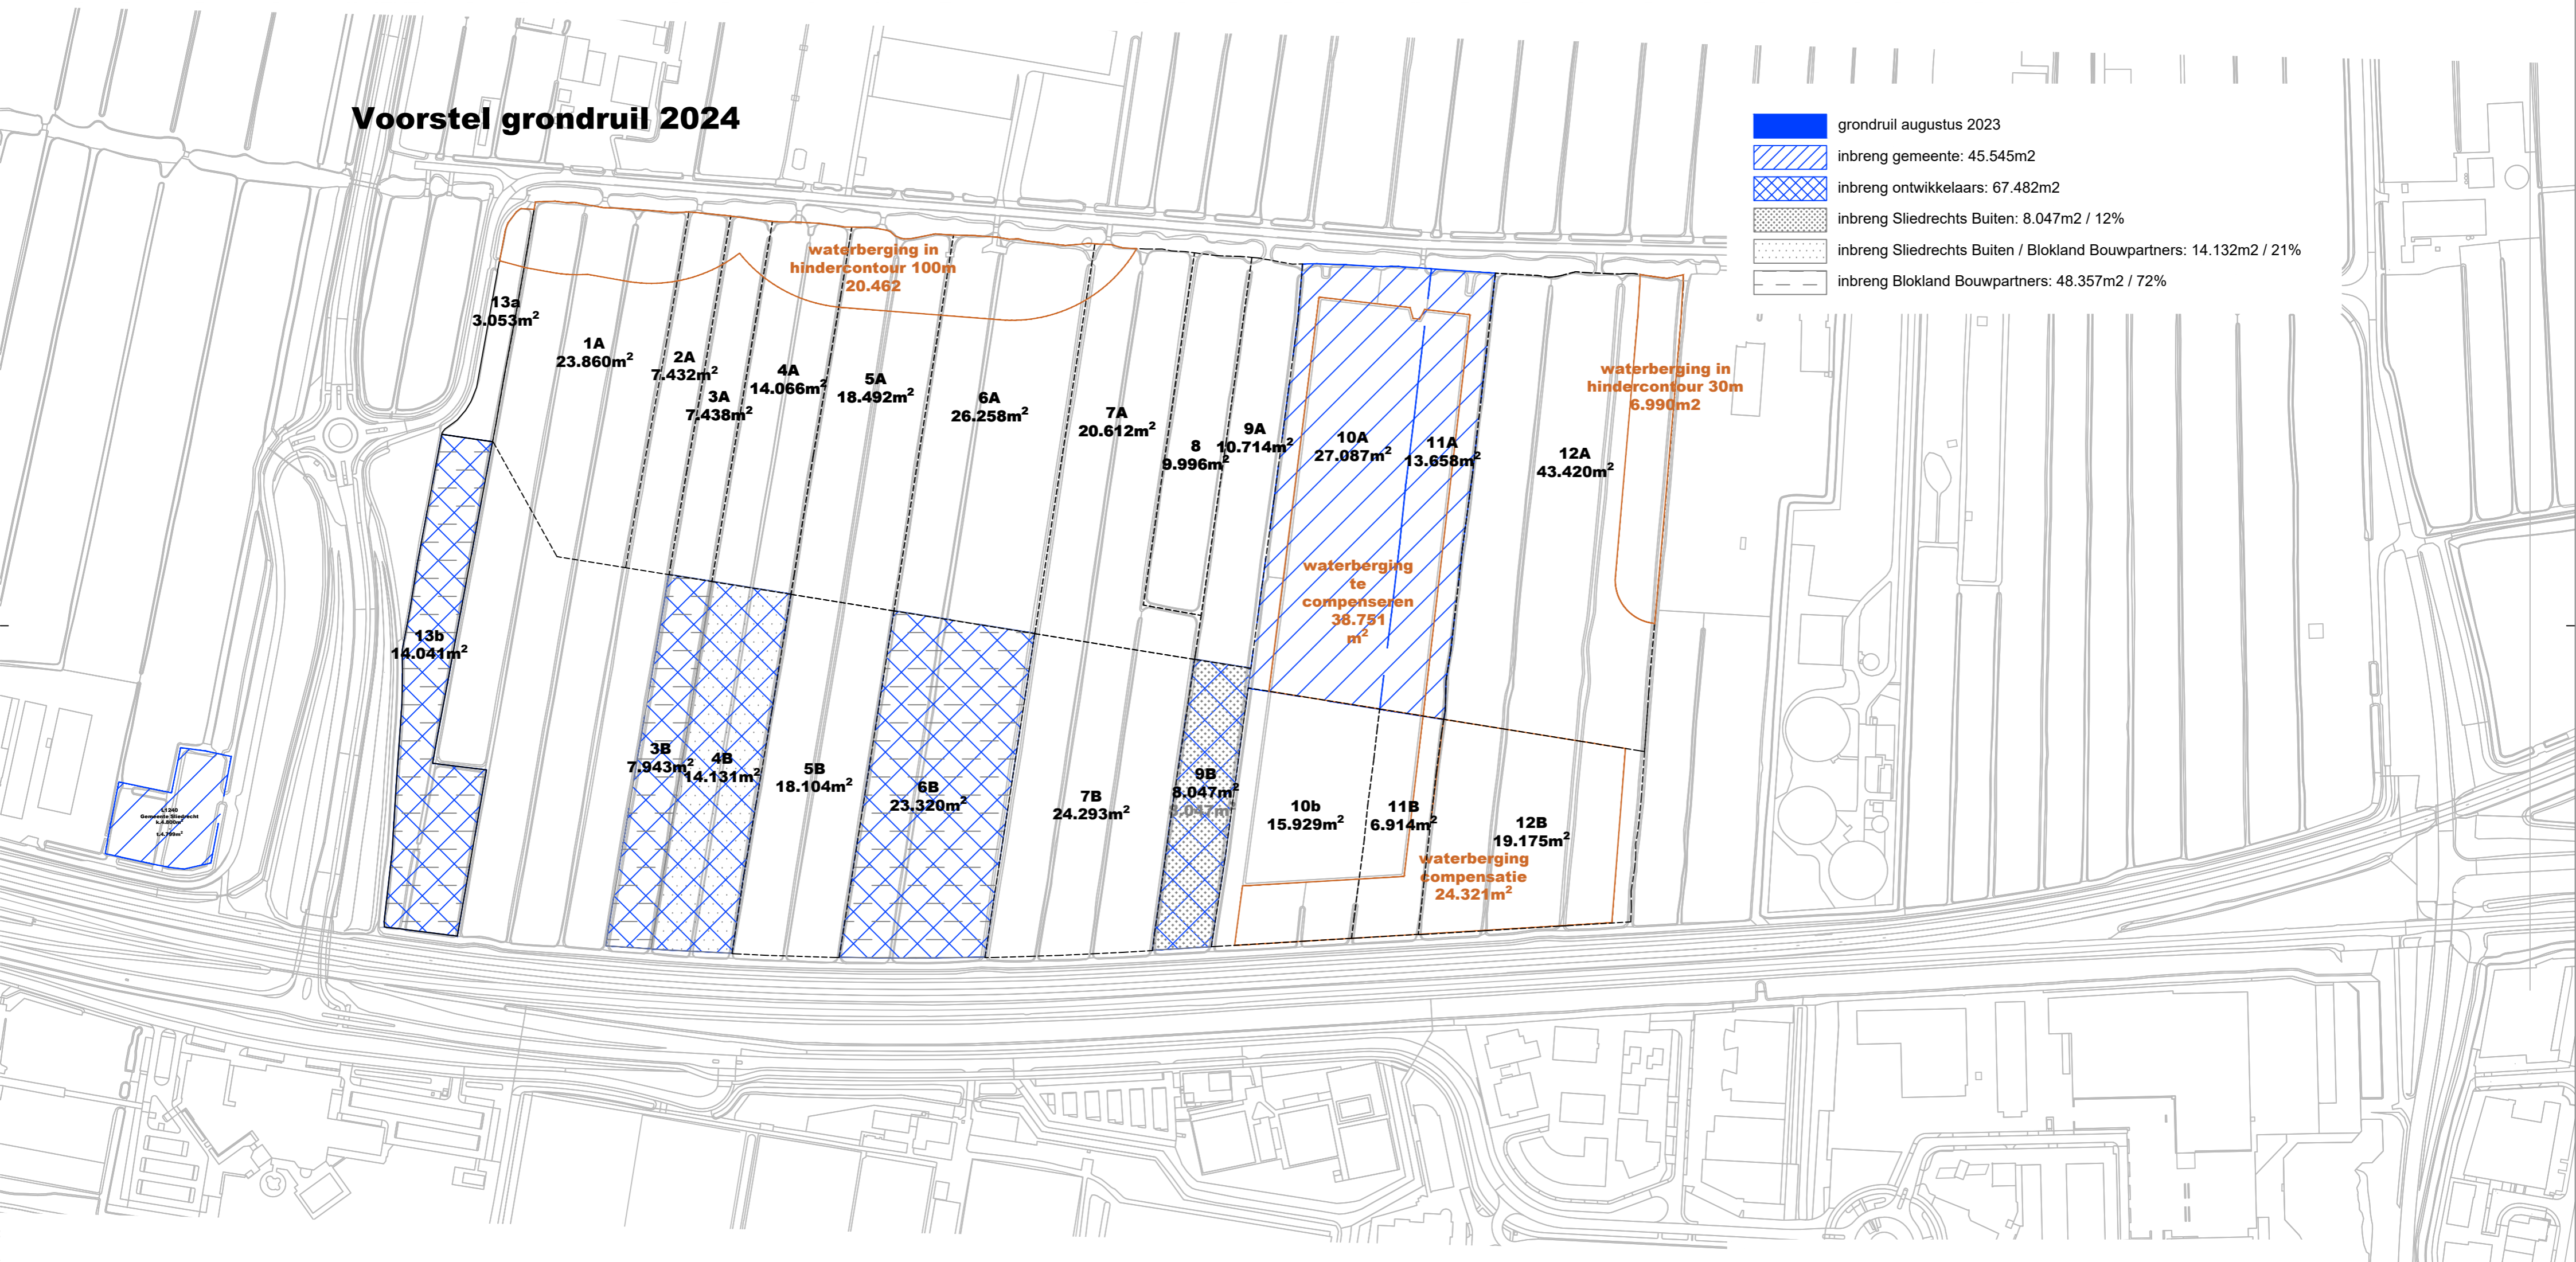 Voorstel grondruil 2024
grondruil augustus 2023
inbreng gemeente: 45.545m2
inbreng ontwikkelaars: 67.482m2
inbreng Sliedrechts Buiten: 8.047m2 / 12%
inbreng Sliedrechts Buiten / Blokland Bouwpartners: 14.132m2 / 21%
inbreng Blokland Bouwpartners: 48.357m2 / 72%
waterberging in
hindercontour 100m
20.462
13a
3.053m²
1A
23.860m²
2A
7.432m²
3A
7.438m²
4A
14.066m²
5A
18.492m²
6A
26.258m²
7A
20.612m²
8
9.996m²
9A
10.714m²
10A
27.087m²
11A
13.658m²
12A
43.420m²
waterberging in
hindercontour 30m
6.990m2
waterberging
te
compenseren
38.751
m²
13b
14.041m²
3B
7.943m²
4B
14.131m²
5B
18.104m²
6B
23.320m²
7B
24.293m²
9B
8.047m²
10b
15.929m²
11B
6.914m²
12B
19.175m²
waterberging
compensatie
24.321m²
Gemeente Sliedrecht